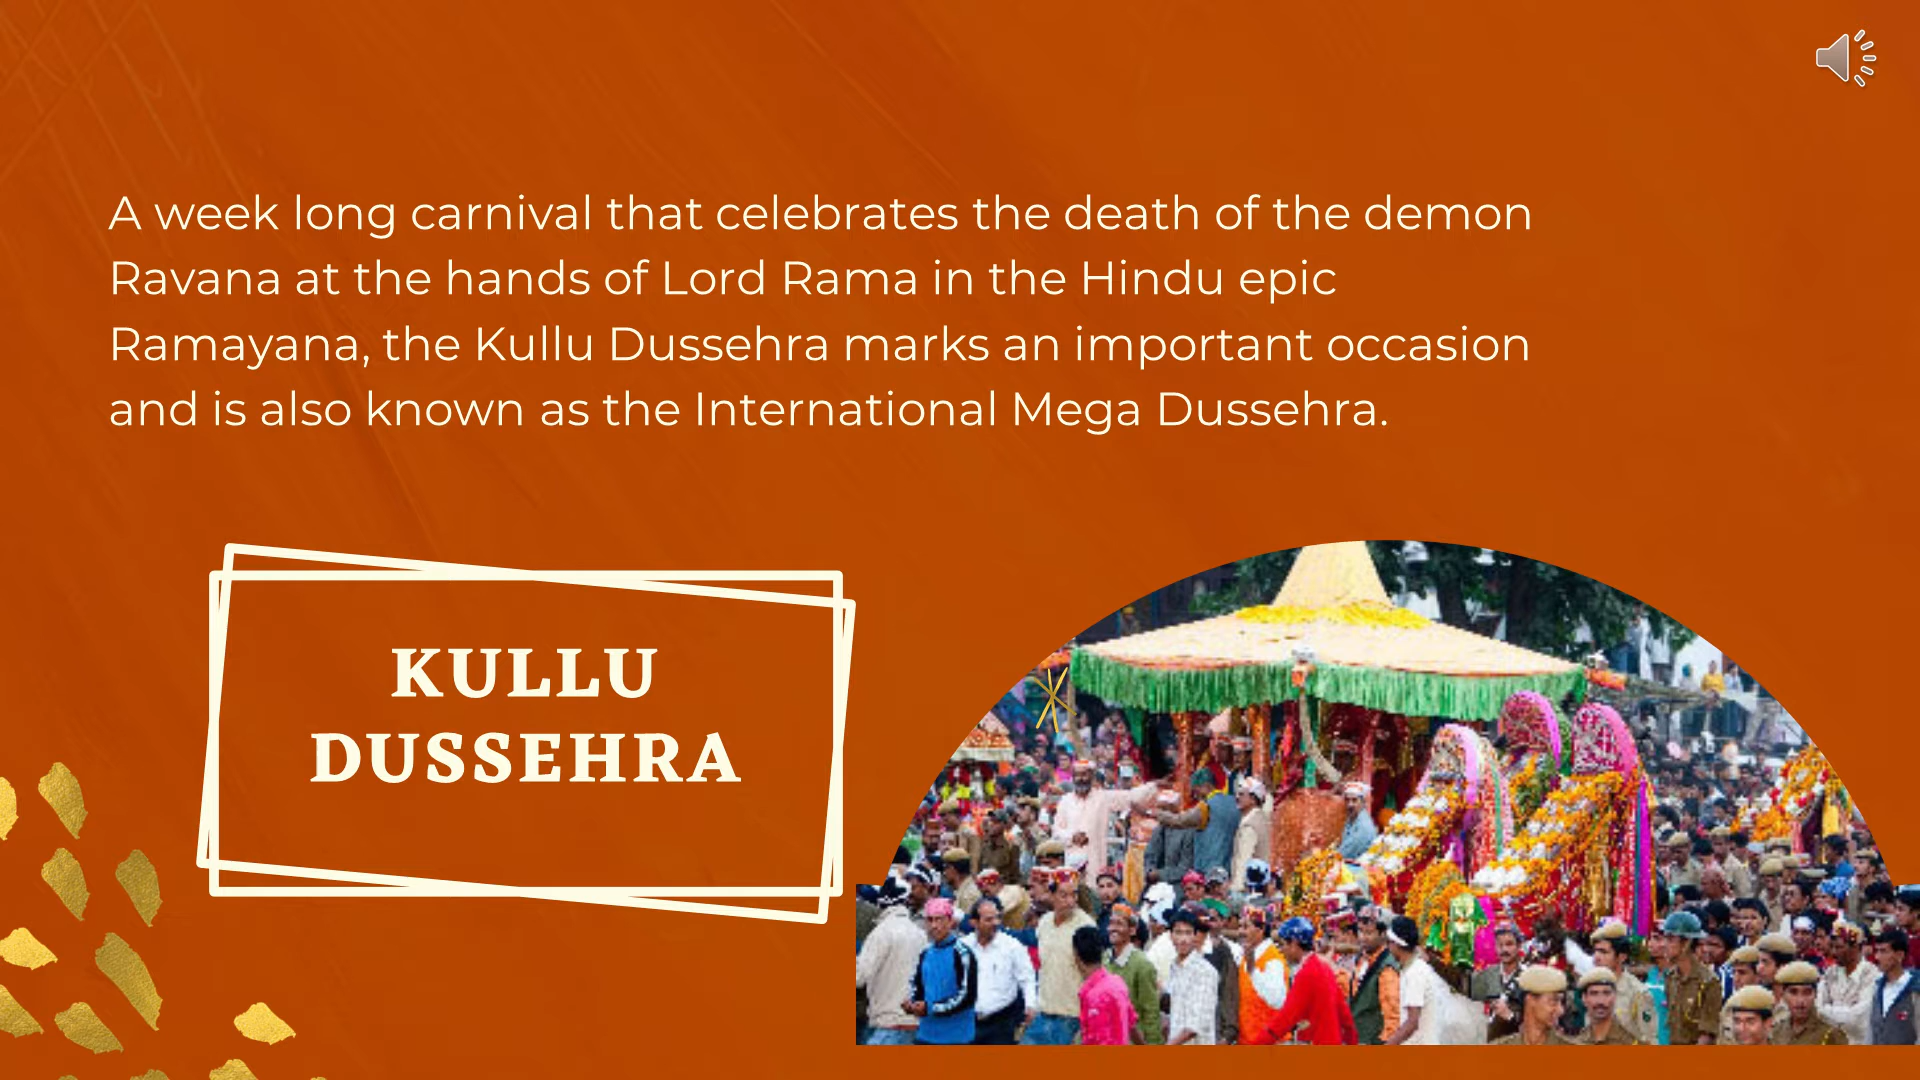 A week long carnival that celebrates the death of the demon
Ravana at the hands of Lord Rama in the Hindu epic
Ramayana, the Kullu Dussehra marks an important occasion
and is also known as the International Mega Dussehra.
KULLU
DUSSEHRA